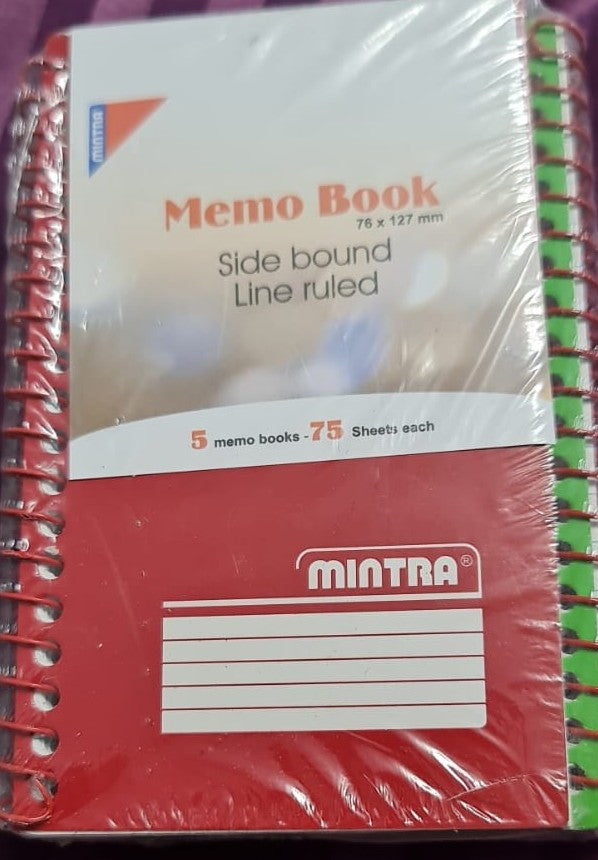 MINTRA
Memo Book
76 x 127 mm
Side bound
Line ruled
5 memo books - 75 Sheets each
MINTRA®